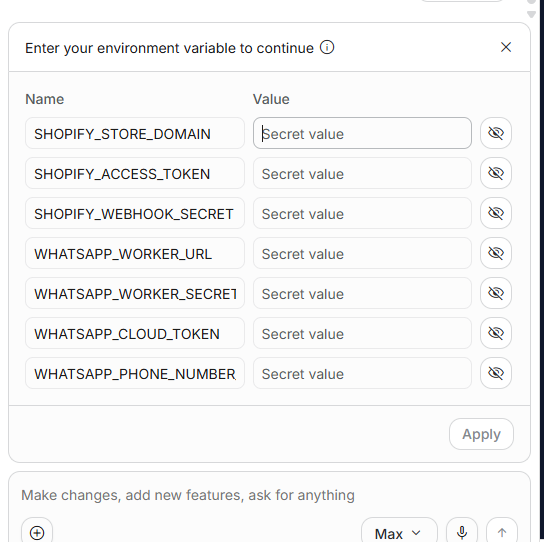 Enter your environment variable to continue
Name Value
SHOPIFY_STORE_DOMAIN Secret value
SHOPIFY_ACCESS_TOKEN Secret value
SHOPIFY_WEBHOOK_SECRET Secret value
WHATSAPP_WORKER_URL Secret value
WHATSAPP_WORKER_SECRET Secret value
WHATSAPP_CLOUD_TOKEN Secret value
WHATSAPP_PHONE_NUMBER_ Secret value
Apply
Make changes, add new features, ask for anything
Max